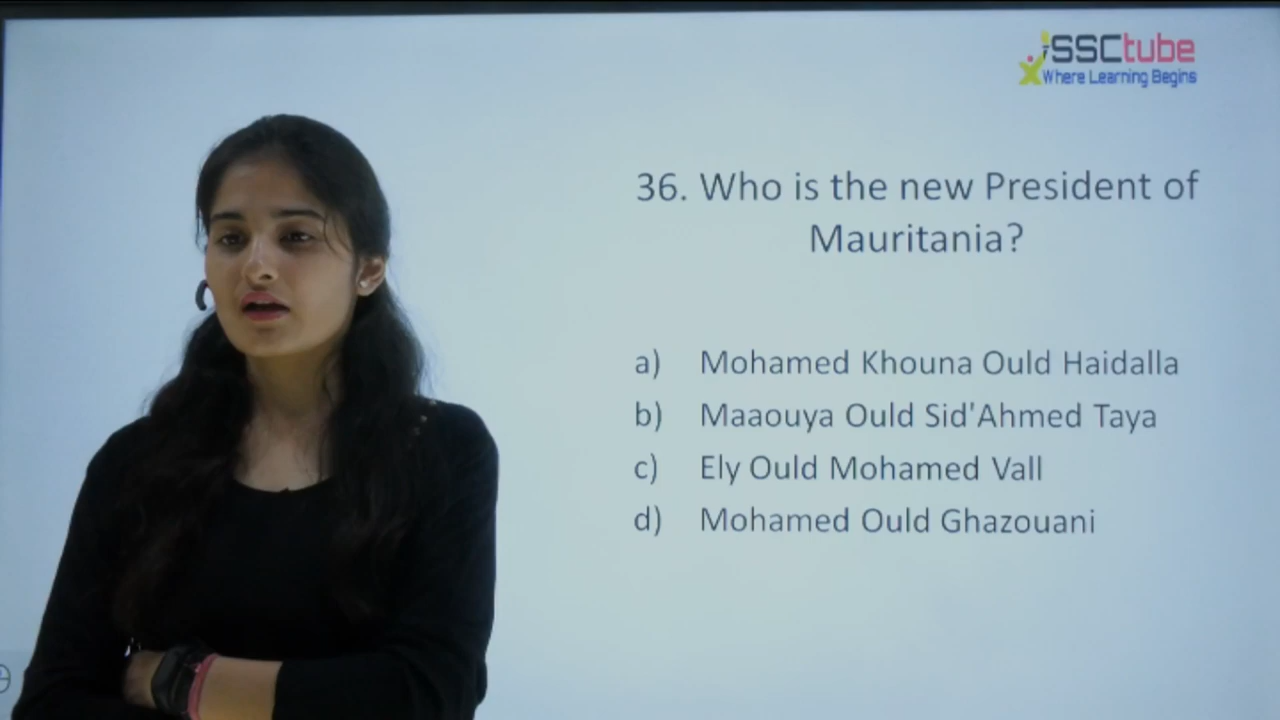 SSCtube
Where Learning Begins
36. Who is the new President of
Mauritania?
a) Mohamed Khouna Ould Haidalla
b) Maaouya Ould Sid'Ahmed Taya
c) Ely Ould Mohamed Vall
d) Mohamed Ould Ghazouani